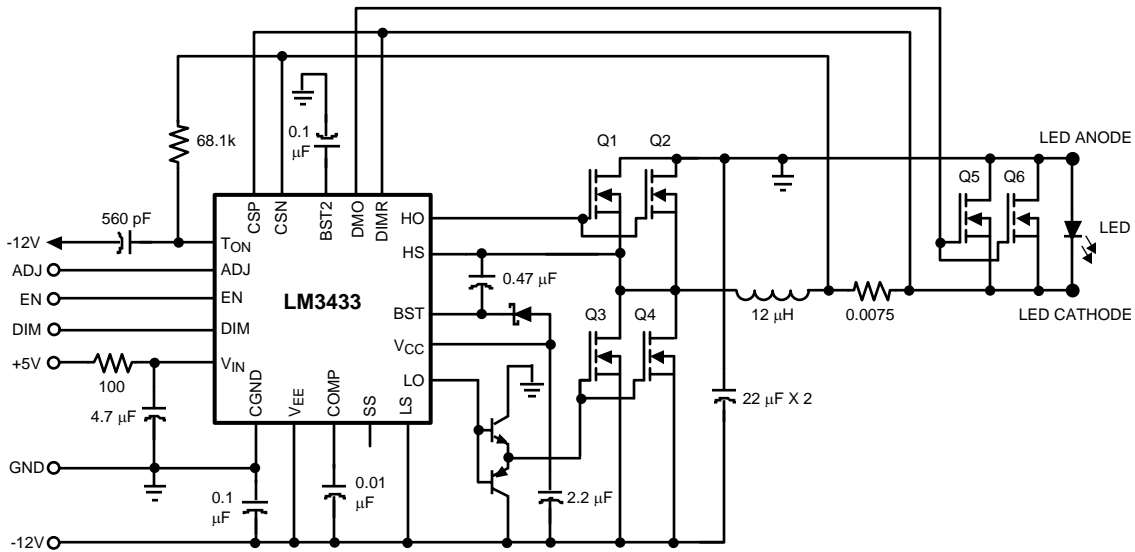 68.1k
0.1
μF
560 pF
-12V
ADJ
EN
DIM
+5V
100
4.7 μF
GND
-12V
0.1
μF
0.01
μF
CSP
CSN
BST2
DMO
DIMR
TON
ADJ
EN
DIM
VIN
LM3433
HO
HS
BST
VCC
LO
CGND
VEE
COMP
SS
LS
0.47 μF
2.2 μF
Q1
Q2
Q3
Q4
12 μH
0.0075
22 μF X 2
Q5
Q6
LED ANODE
LED
LED CATHODE